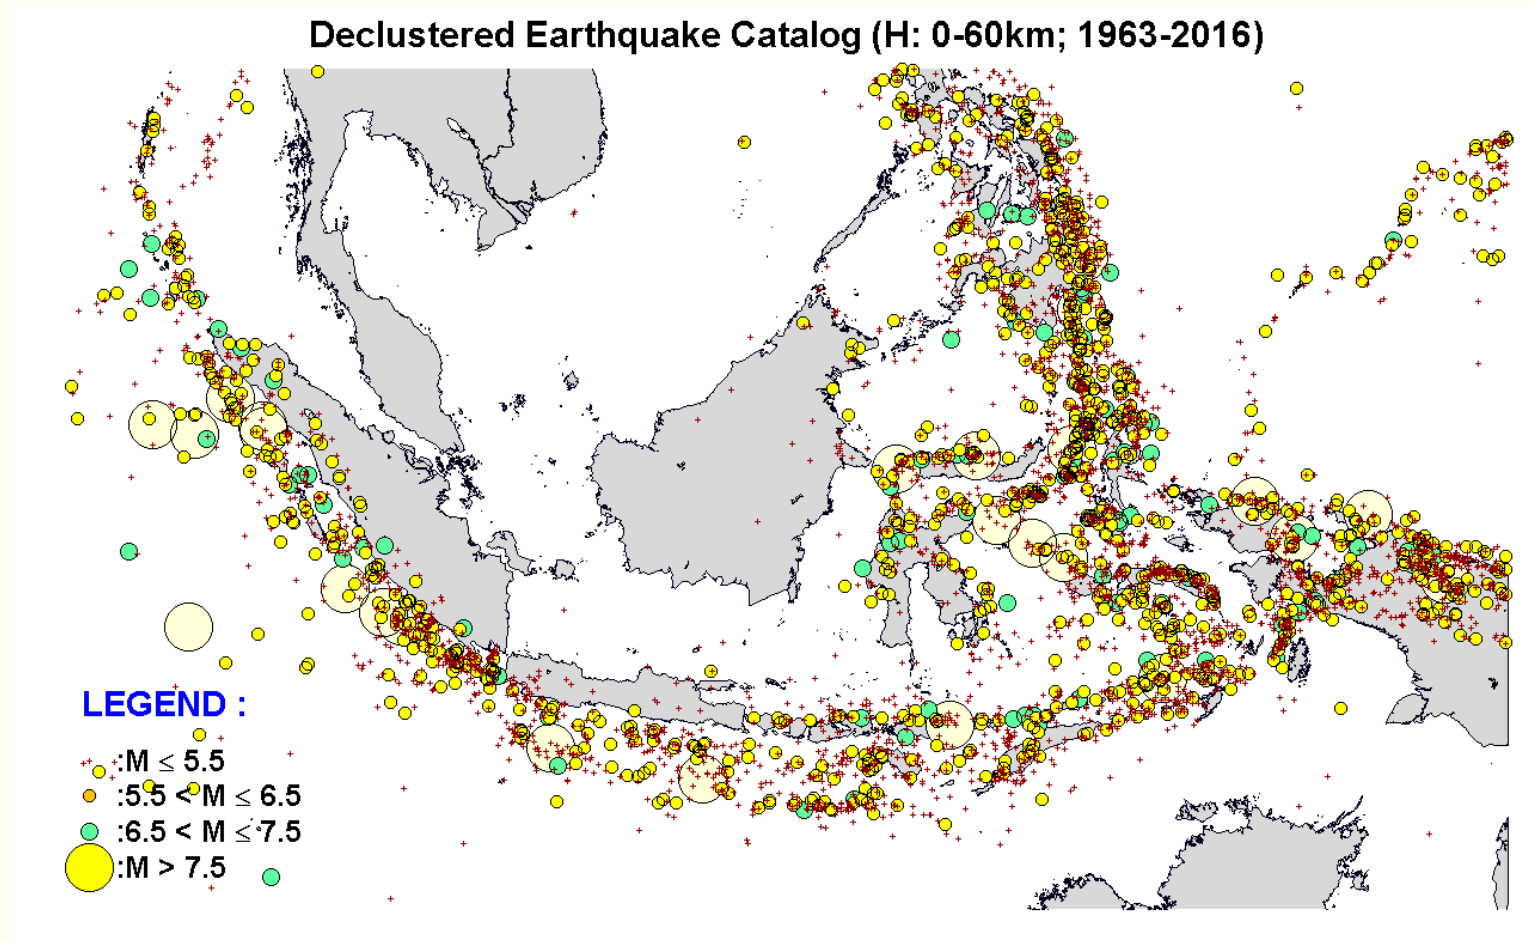 Declustered Earthquake Catalog (H: 0-60km; 1963-2016)
LEGEND :
:M ≤ 5.5
:5.5 < M ≤ 6.5
:6.5 < M ≤ 7.5
:M > 7.5